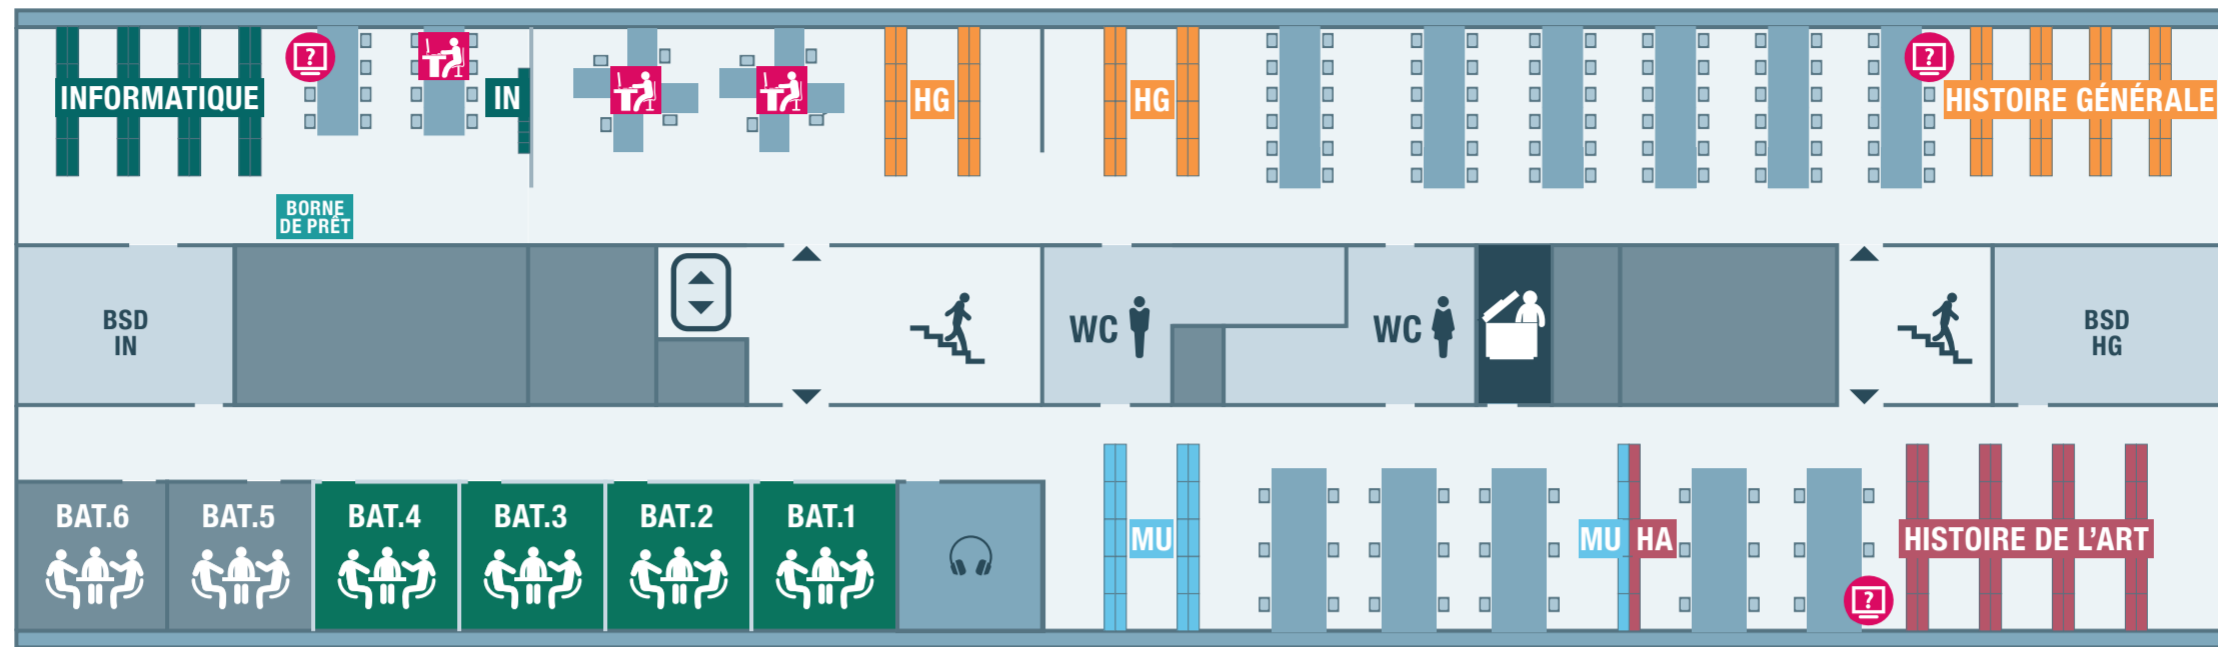 INFORMATIQUE
?
IN
HG
HG
?
HISTOIRE GÉNÉRALE
BORNE
DE PRÊT
BSD
IN
WC
WC
BSD
HG
BAT.6
BAT.5
BAT.4
BAT.3
BAT.2
BAT.1
MU
MU
HA
HISTOIRE DE L'ART
?